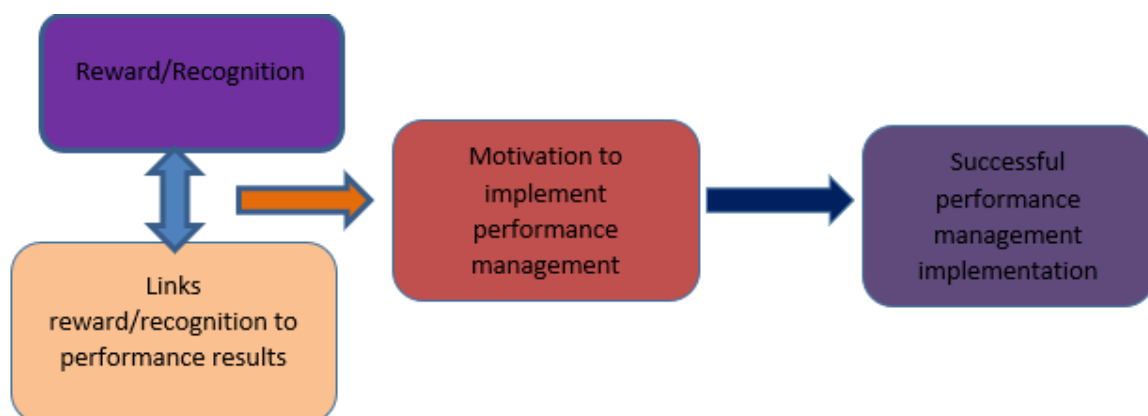 Reward/Recognition
Links
reward/recognition to
performance results
Motivation to
implement
performance
management
Successful
performance
management
implementation